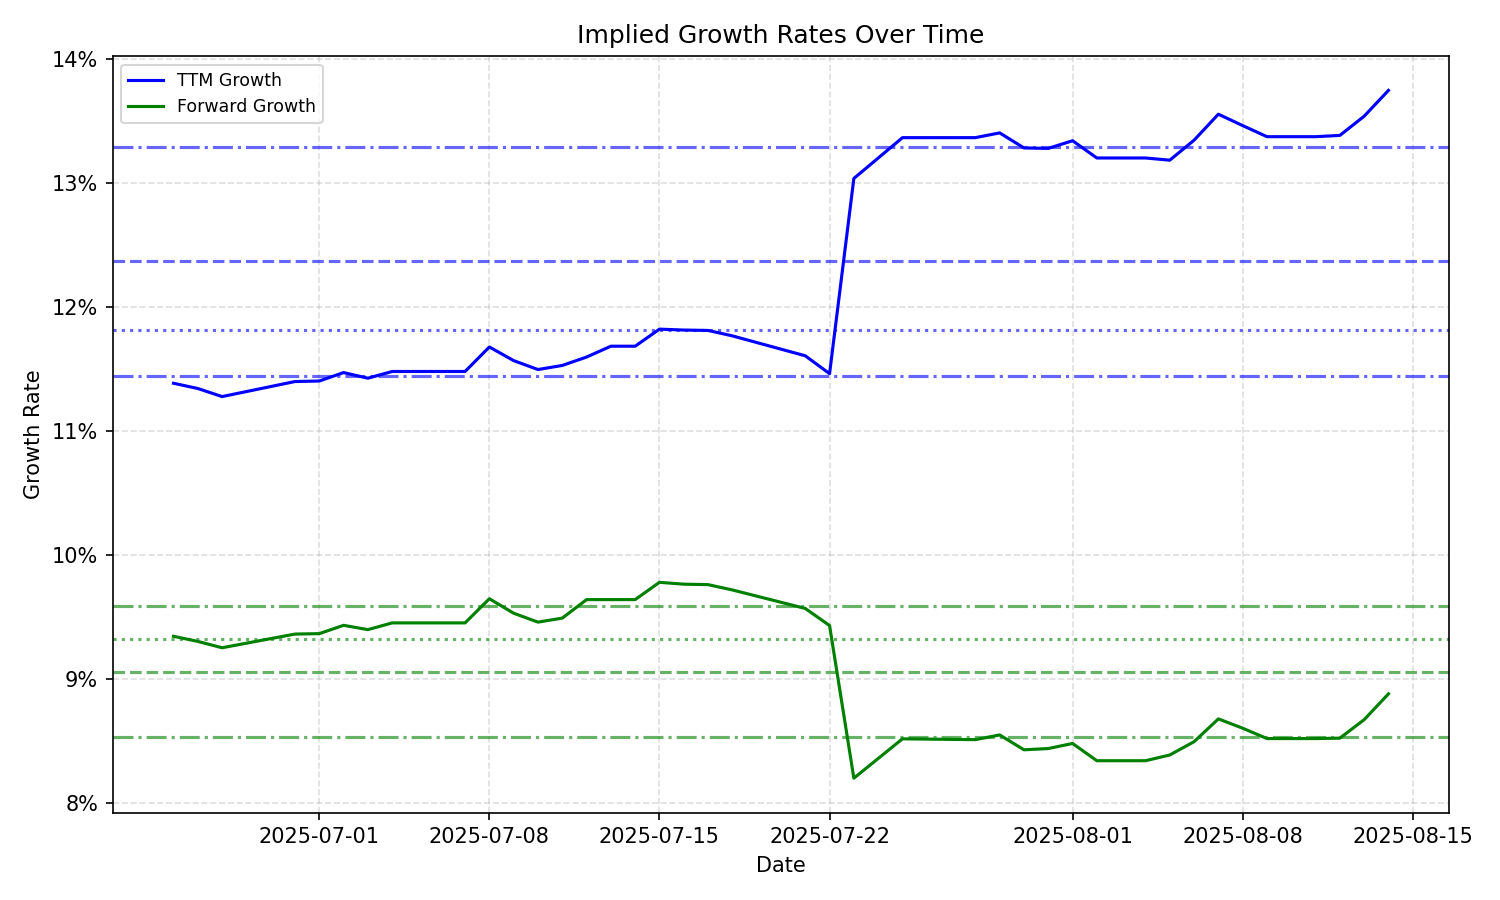 Implied Growth Rates Over Time
TTM Growth
Forward Growth
14%
13%
12%
11%
10%
9%
8%
Growth Rate
2025-07-01
2025-07-08
2025-07-15
2025-07-22
2025-08-01
2025-08-08
2025-08-15
Date